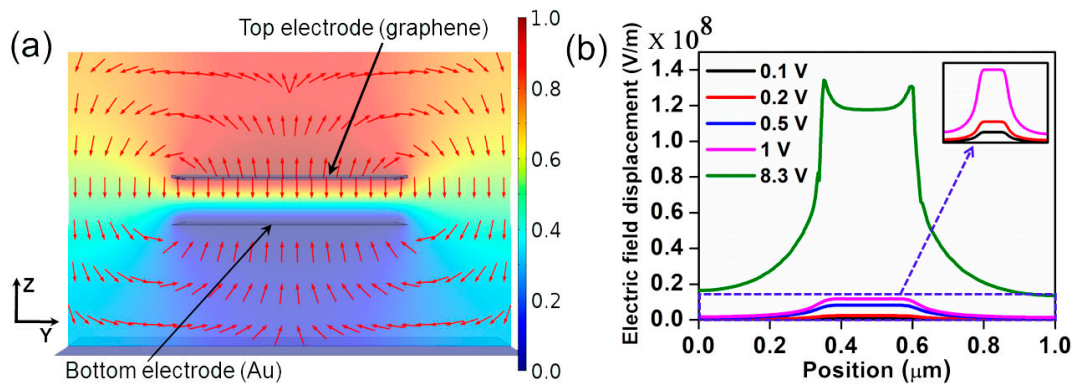 (a)
Top electrode (graphene)
Bottom electrode (Au)
Z
Y
1.0
0.8
0.6
0.4
0.2
0.0
(b)
X 10⁸
Electric field displacement (V/m)
1.4
1.2
1.0
0.8
0.6
0.4
0.2
0.0
0.1 V
0.2 V
0.5 V
1 V
8.3 V
0.0 0.2 0.4 0.6 0.8 1.0
Position (μm)